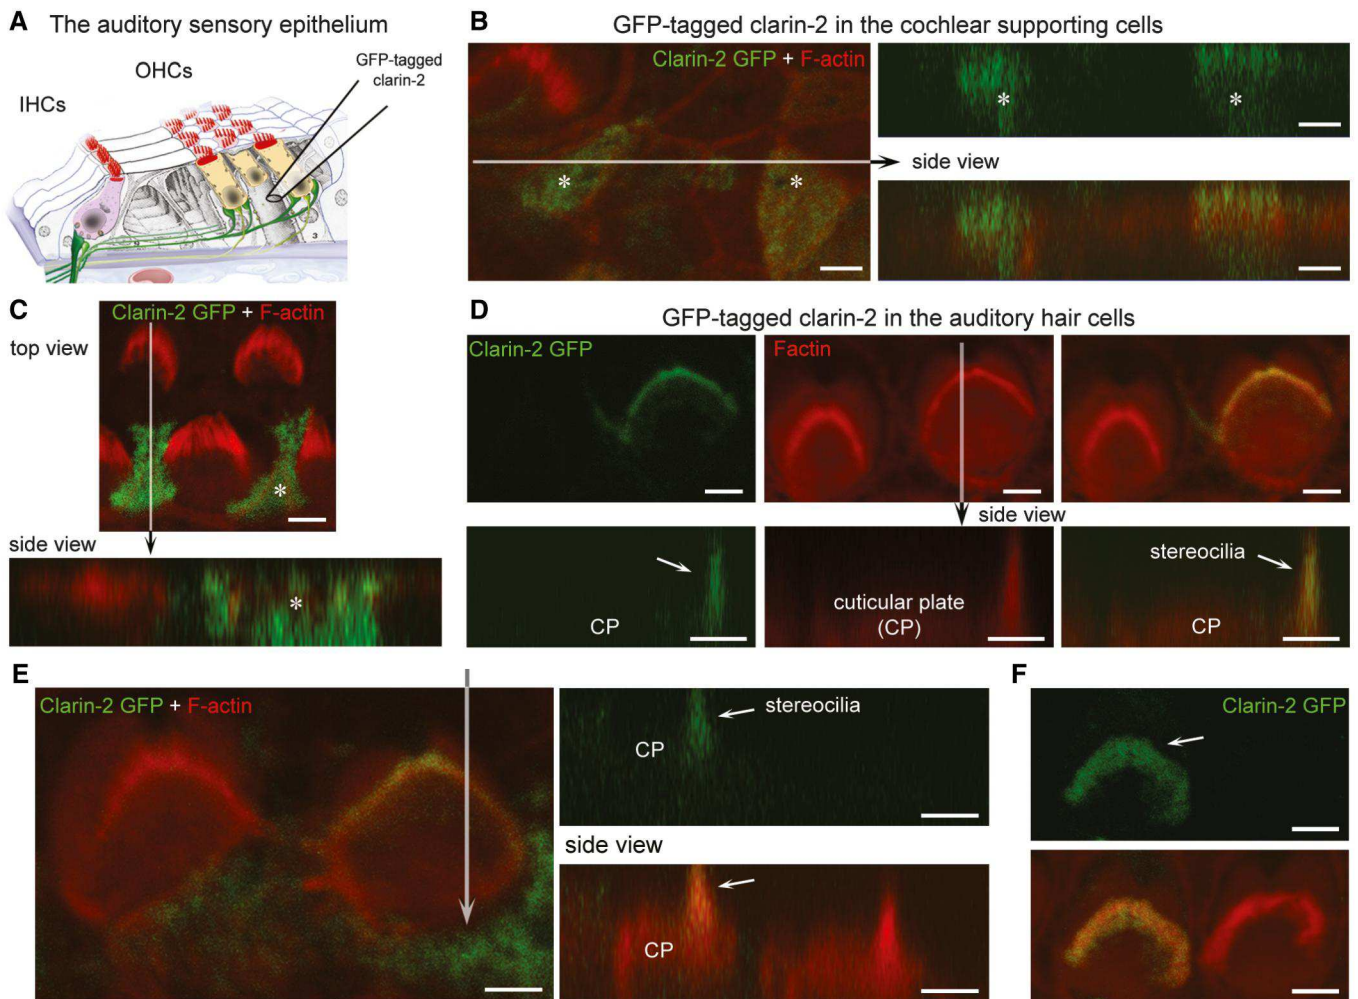 A The auditory sensory epithelium
OHCs
IHCs
GFP-tagged
clarin-2
3
B GFP-tagged clarin-2 in the cochlear supporting cells
Clarin-2 GFP + F-actin
*
*
*
*
side view
C
Clarin-2 GFP + F-actin
top view
*
side view
*
D GFP-tagged clarin-2 in the auditory hair cells
Clarin-2 GFP
Factin
side view
CP
cuticular plate
(CP)
stereocilia
CP
E
Clarin-2 GFP + F-actin
stereocilia
CP
side view
CP
F
Clarin-2 GFP